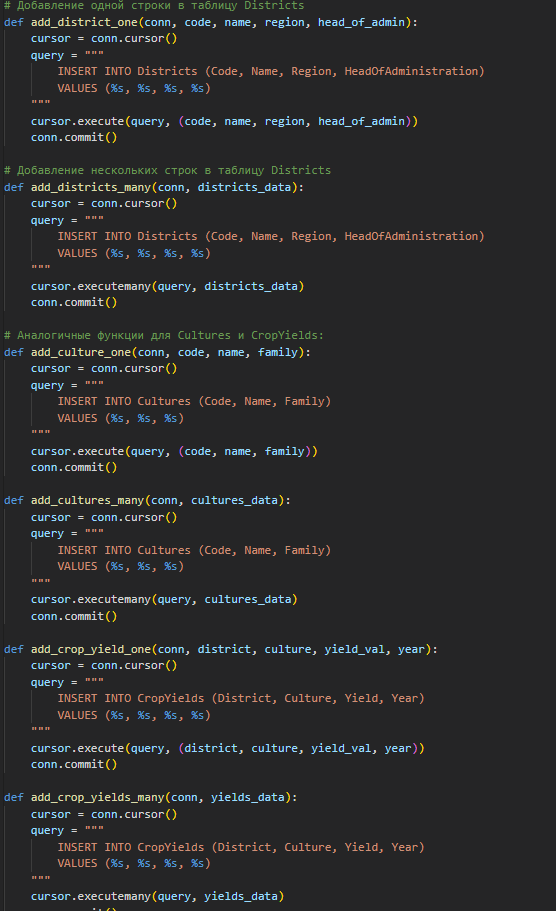 # Добавление одной строки в таблицу Districts
def add_district_one(conn, code, name, region, head_of_admin):
    cursor = conn.cursor()
    query = """
        INSERT INTO Districts (Code, Name, Region, HeadOfAdministration)
        VALUES (%s, %s, %s, %s)
    """
    cursor.execute(query, (code, name, region, head_of_admin))
    conn.commit()

# Добавление нескольких строк в таблицу Districts
def add_districts_many(conn, districts_data):
    cursor = conn.cursor()
    query = """
        INSERT INTO Districts (Code, Name, Region, HeadOfAdministration)
        VALUES (%s, %s, %s, %s)
    """
    cursor.executemany(query, districts_data)
    conn.commit()

# Аналогичные функции для Cultures и CropYields:
def add_culture_one(conn, code, name, family):
    cursor = conn.cursor()
    query = """
        INSERT INTO Cultures (Code, Name, Family)
        VALUES (%s, %s, %s)
    """
    cursor.execute(query, (code, name, family))
    conn.commit()

def add_cultures_many(conn, cultures_data):
    cursor = conn.cursor()
    query = """
        INSERT INTO Cultures (Code, Name, Family)
        VALUES (%s, %s, %s)
    """
    cursor.executemany(query, cultures_data)
    conn.commit()

def add_crop_yield_one(conn, district, culture, yield_val, year):
    cursor = conn.cursor()
    query = """
        INSERT INTO CropYields (District, Culture, Yield, Year)
        VALUES (%s, %s, %s, %s)
    """
    cursor.execute(query, (district, culture, yield_val, year))
    conn.commit()

def add_crop_yields_many(conn, yields_data):
    cursor = conn.cursor()
    query = """
        INSERT INTO CropYields (District, Culture, Yield, Year)
        VALUES (%s, %s, %s, %s)
    """
    cursor.executemany(query, yields_data)